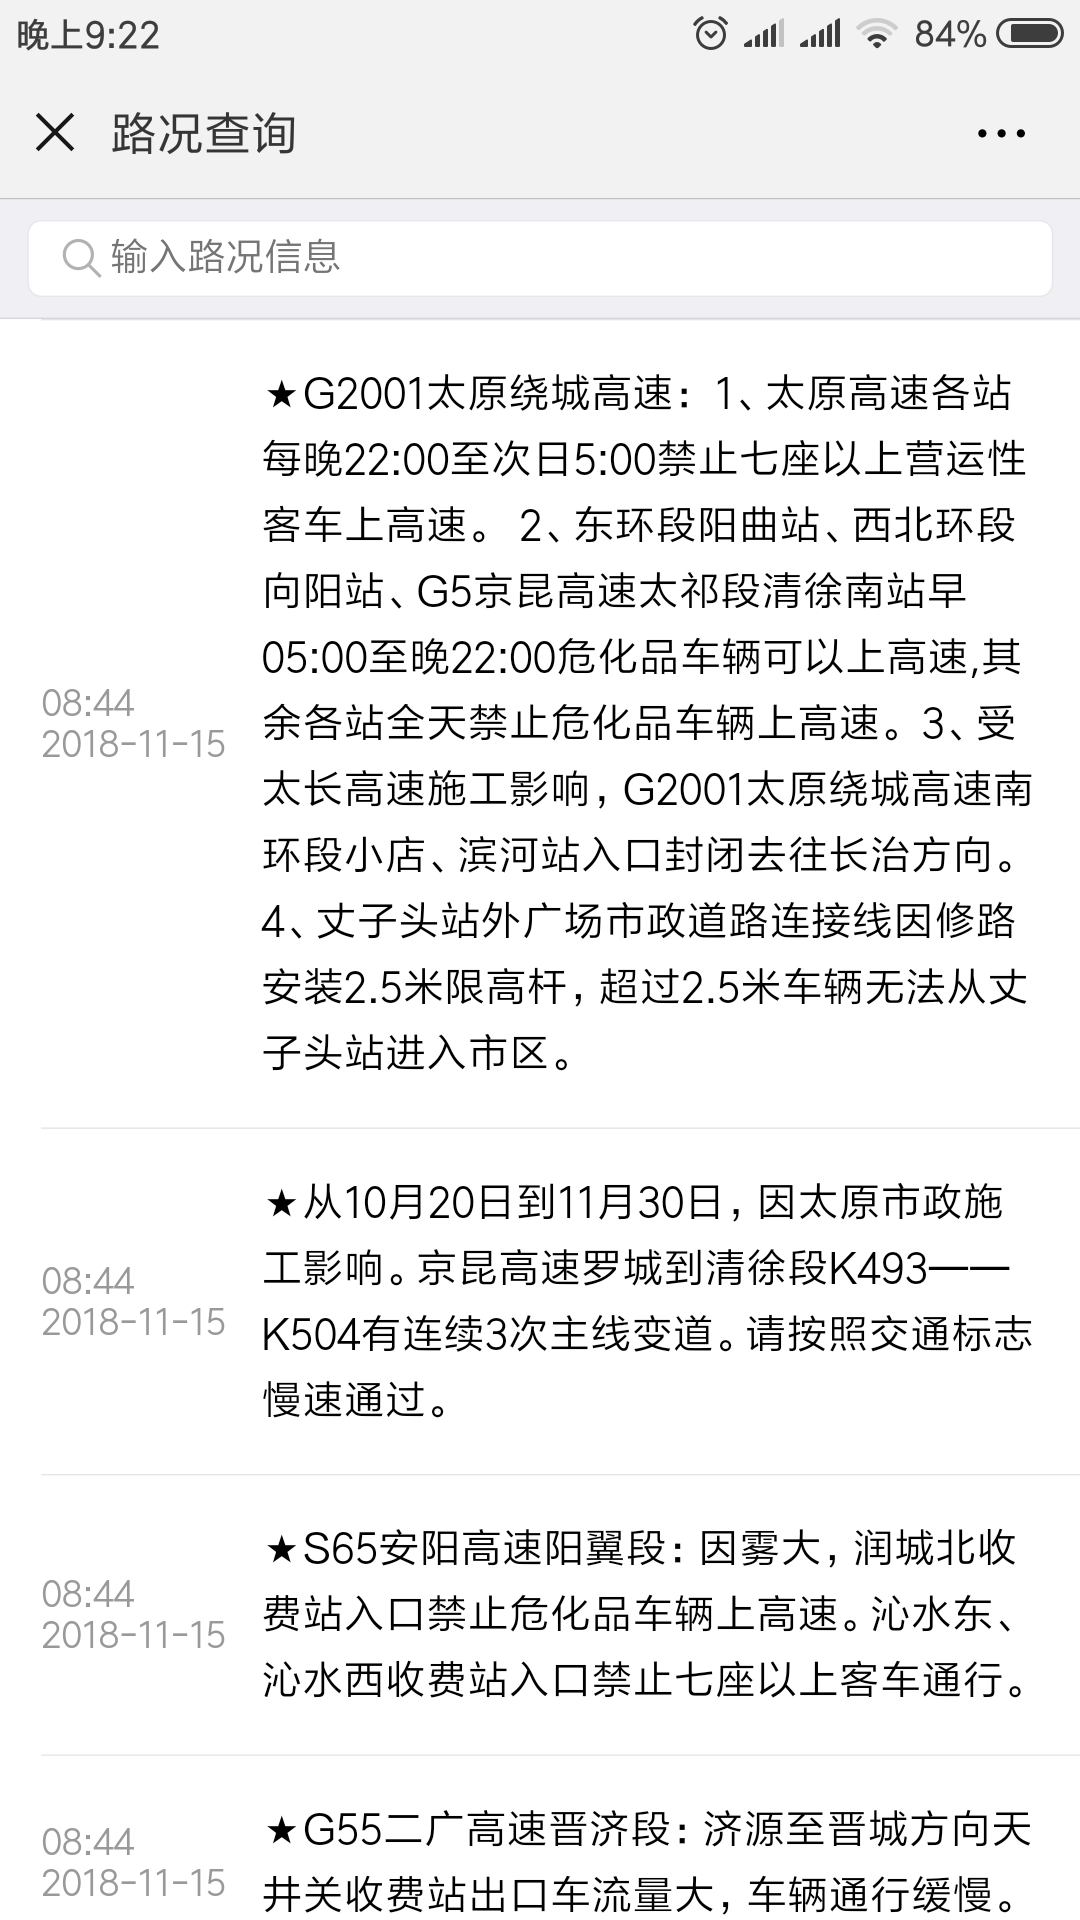 晚上9:22
84%
路况查询
输入路况信息
★G2001太原绕城高速：1、太原高速各站
每晚22:00至次日5:00禁止七座以上营运性
客车上高速。 2、东环段阳曲站、西北环段
向阳站、G5京昆高速太祁段清徐南站早
05:00至晚22:00危化品车辆可以上高速,其
余各站全天禁止危化品车辆上高速。3、受
太长高速施工影响，G2001太原绕城高速南
环段小店、滨河站入口封闭去往长治方向。
4、丈子头站外广场市政道路连接线因修路
安装2.5米限高杆，超过2.5米车辆无法从丈
子头站进入市区。
08:44
2018-11-15
★从10月20日到11月30日，因太原市政施
工影响。京昆高速罗城到清徐段K493——
K504有连续3次主线变道。请按照交通标志
慢速通过。
08:44
2018-11-15
★S65安阳高速阳翼段：因雾大，润城北收
费站入口禁止危化品车辆上高速。沁水东、
沁水西收费站入口禁止七座以上客车通行。
08:44
2018-11-15
★G55二广高速晋济段：济源至晋城方向天
井关收费站出口车流量大，车辆通行缓慢。
08:44
2018-11-15